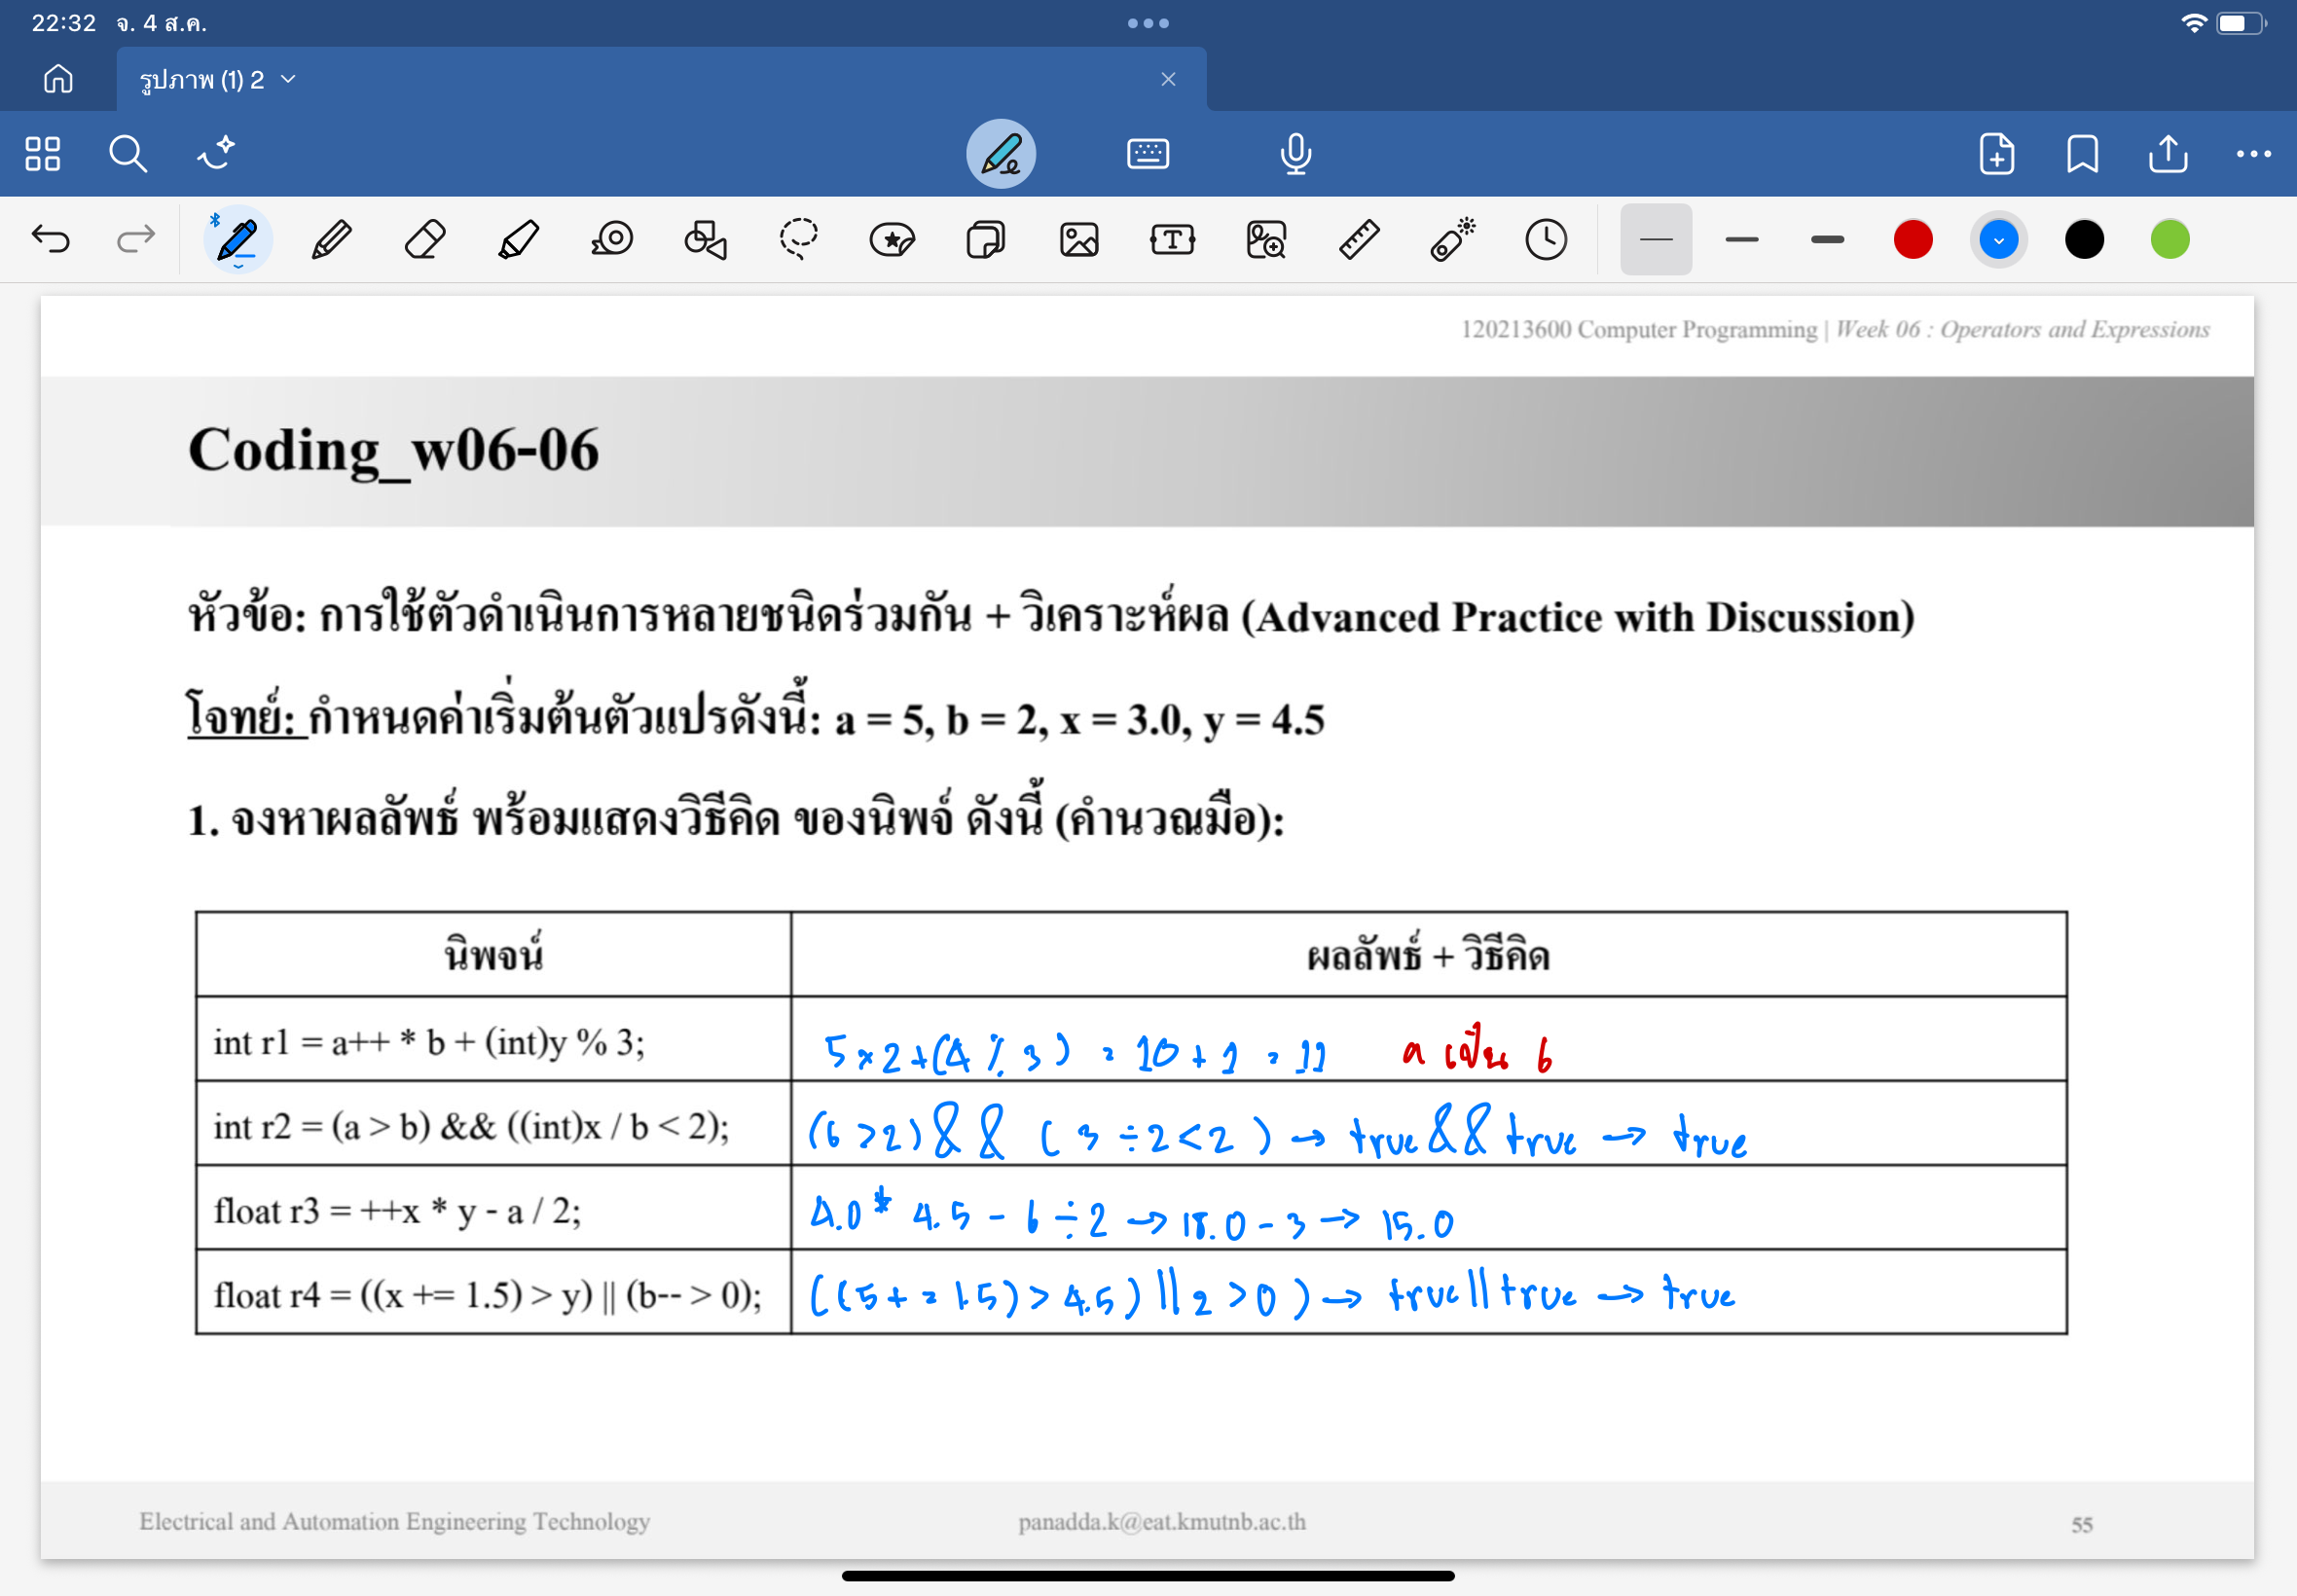 22:32 จ. 4 ส.ค.
รูปภาพ (1) 2
120213600 Computer Programming | Week 06 : Operators and Expressions
Coding_w06-06
หัวข้อ: การใช้ตัวดำเนินการหลายชนิดร่วมกัน + วิเคราะห์ผล (Advanced Practice with Discussion)
โจทย์: กำหนดค่าเริ่มต้นตัวแปรดังนี้: a = 5, b = 2, x = 3.0, y = 4.5
1. จงหาผลลัพธ์ พร้อมแสดงวิธีคิด ของนิพจ์ ดังนี้ (คำนวณมือ):
นิพจน์ ผลลัพธ์ + วิธีคิด
int r1 = a++ * b + (int)y % 3; 5 × 2 + (4 % 3) = 10 + 1 = 11 a เป็น 6
int r2 = (a > b) && ((int)x / b < 2); (6 > 2) && (3 ÷ 2 < 2) → true && true → true
float r3 = ++x * y - a / 2; 4.0 * 4.5 - 6 ÷ 2 → 18.0 - 3 → 15.0
float r4 = ((x += 1.5) > y) || (b-- > 0); ((5 + = 1.5) > 4.5) || 2 > 0) → true || true → true
Electrical and Automation Engineering Technology panadda.k@eat.kmutnb.ac.th 55